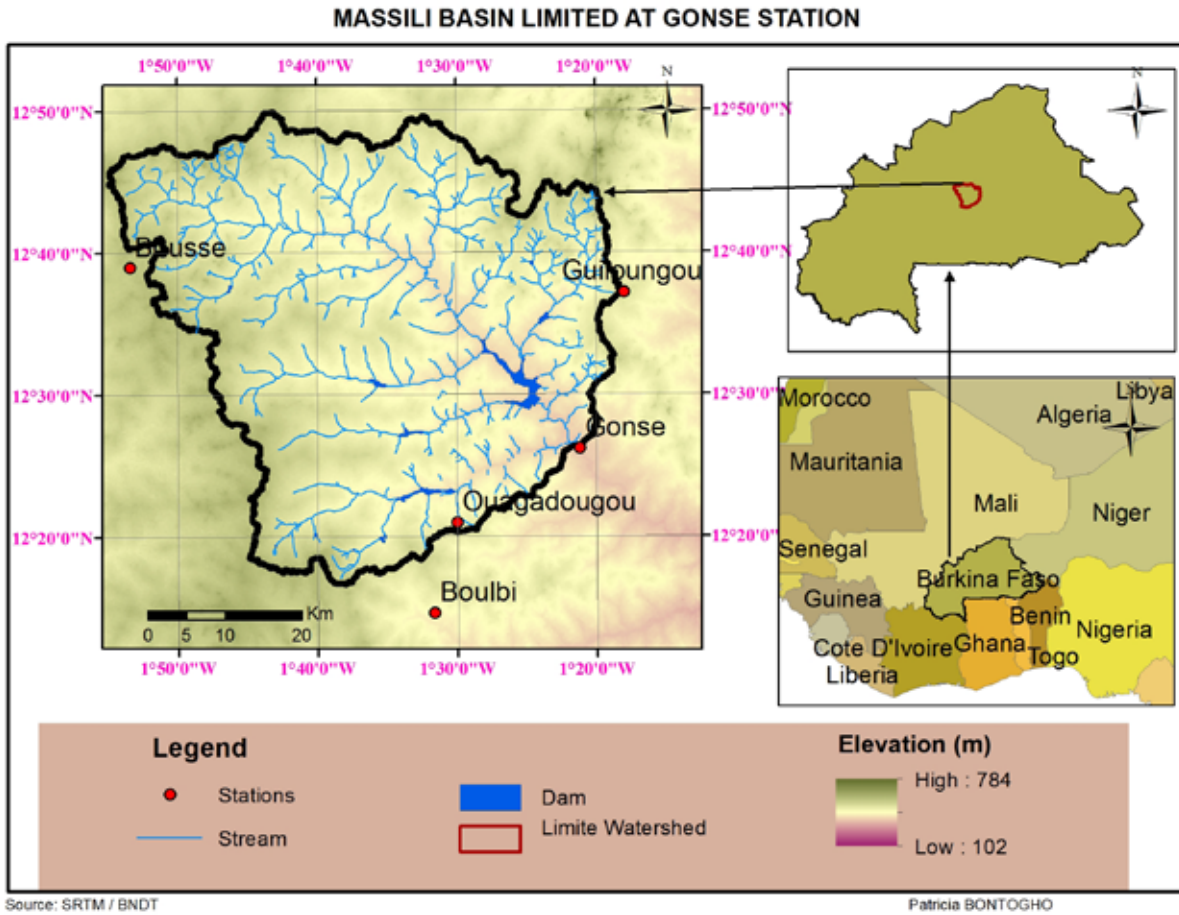 MASSILI BASIN LIMITED AT GONSE STATION
1°50'0"W 1°40'0"W 1°30'0"W 1°20'0"W
N
N
12°50'0"N
12°50'0"N
Bousse
12°40'0"N
12°40'0"N
Guiloungou
12°30'0"N
12°30'0"N
Gonse
Ouagadougou
12°20'0"N
12°20'0"N
Boulbi
Km
0 5 10 20
1°50'0"W 1°40'0"W 1°30'0"W 1°20'0"W
Morocco
Algeria
Libya
Mauritania
Mali
Niger
Senegal
Burkina Faso
Guinea
Benin
Nigeria
Cote D'Ivoire
Ghana
Togo
Liberia
Legend
Stations
Stream
Dam
Limite Watershed
Elevation (m)
High : 784
Low : 102
Source: SRTM / BNDT
Patricia BONTOGHO